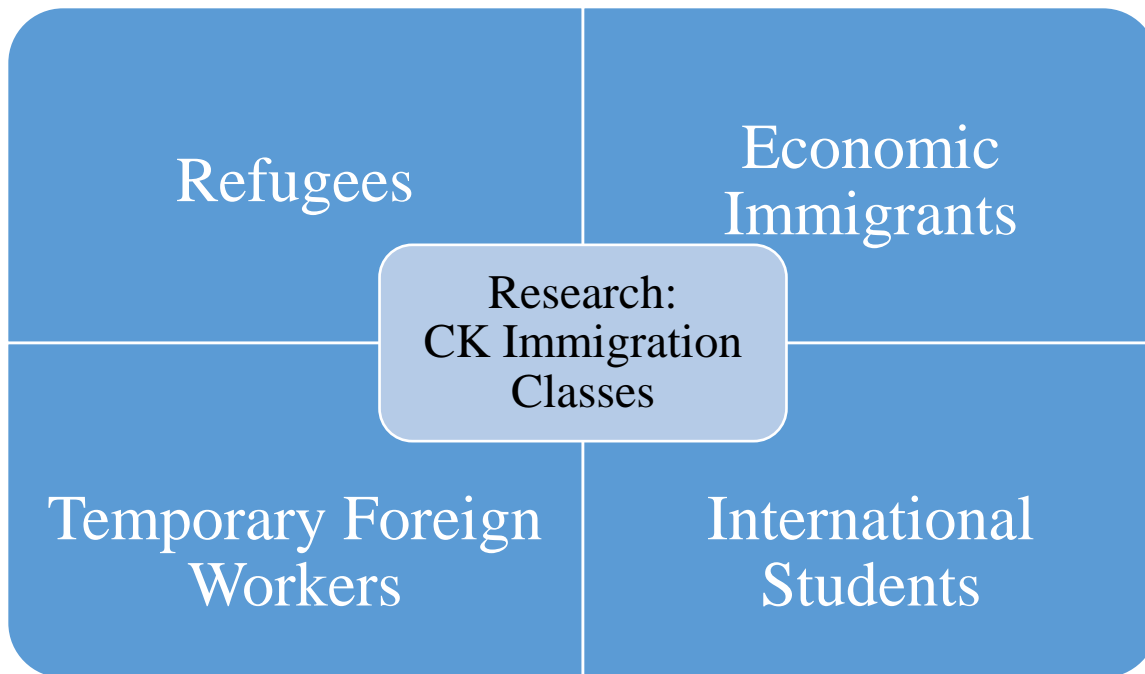 Refugees
Economic
Immigrants
Research:
CK Immigration
Classes
Temporary Foreign
Workers
International
Students